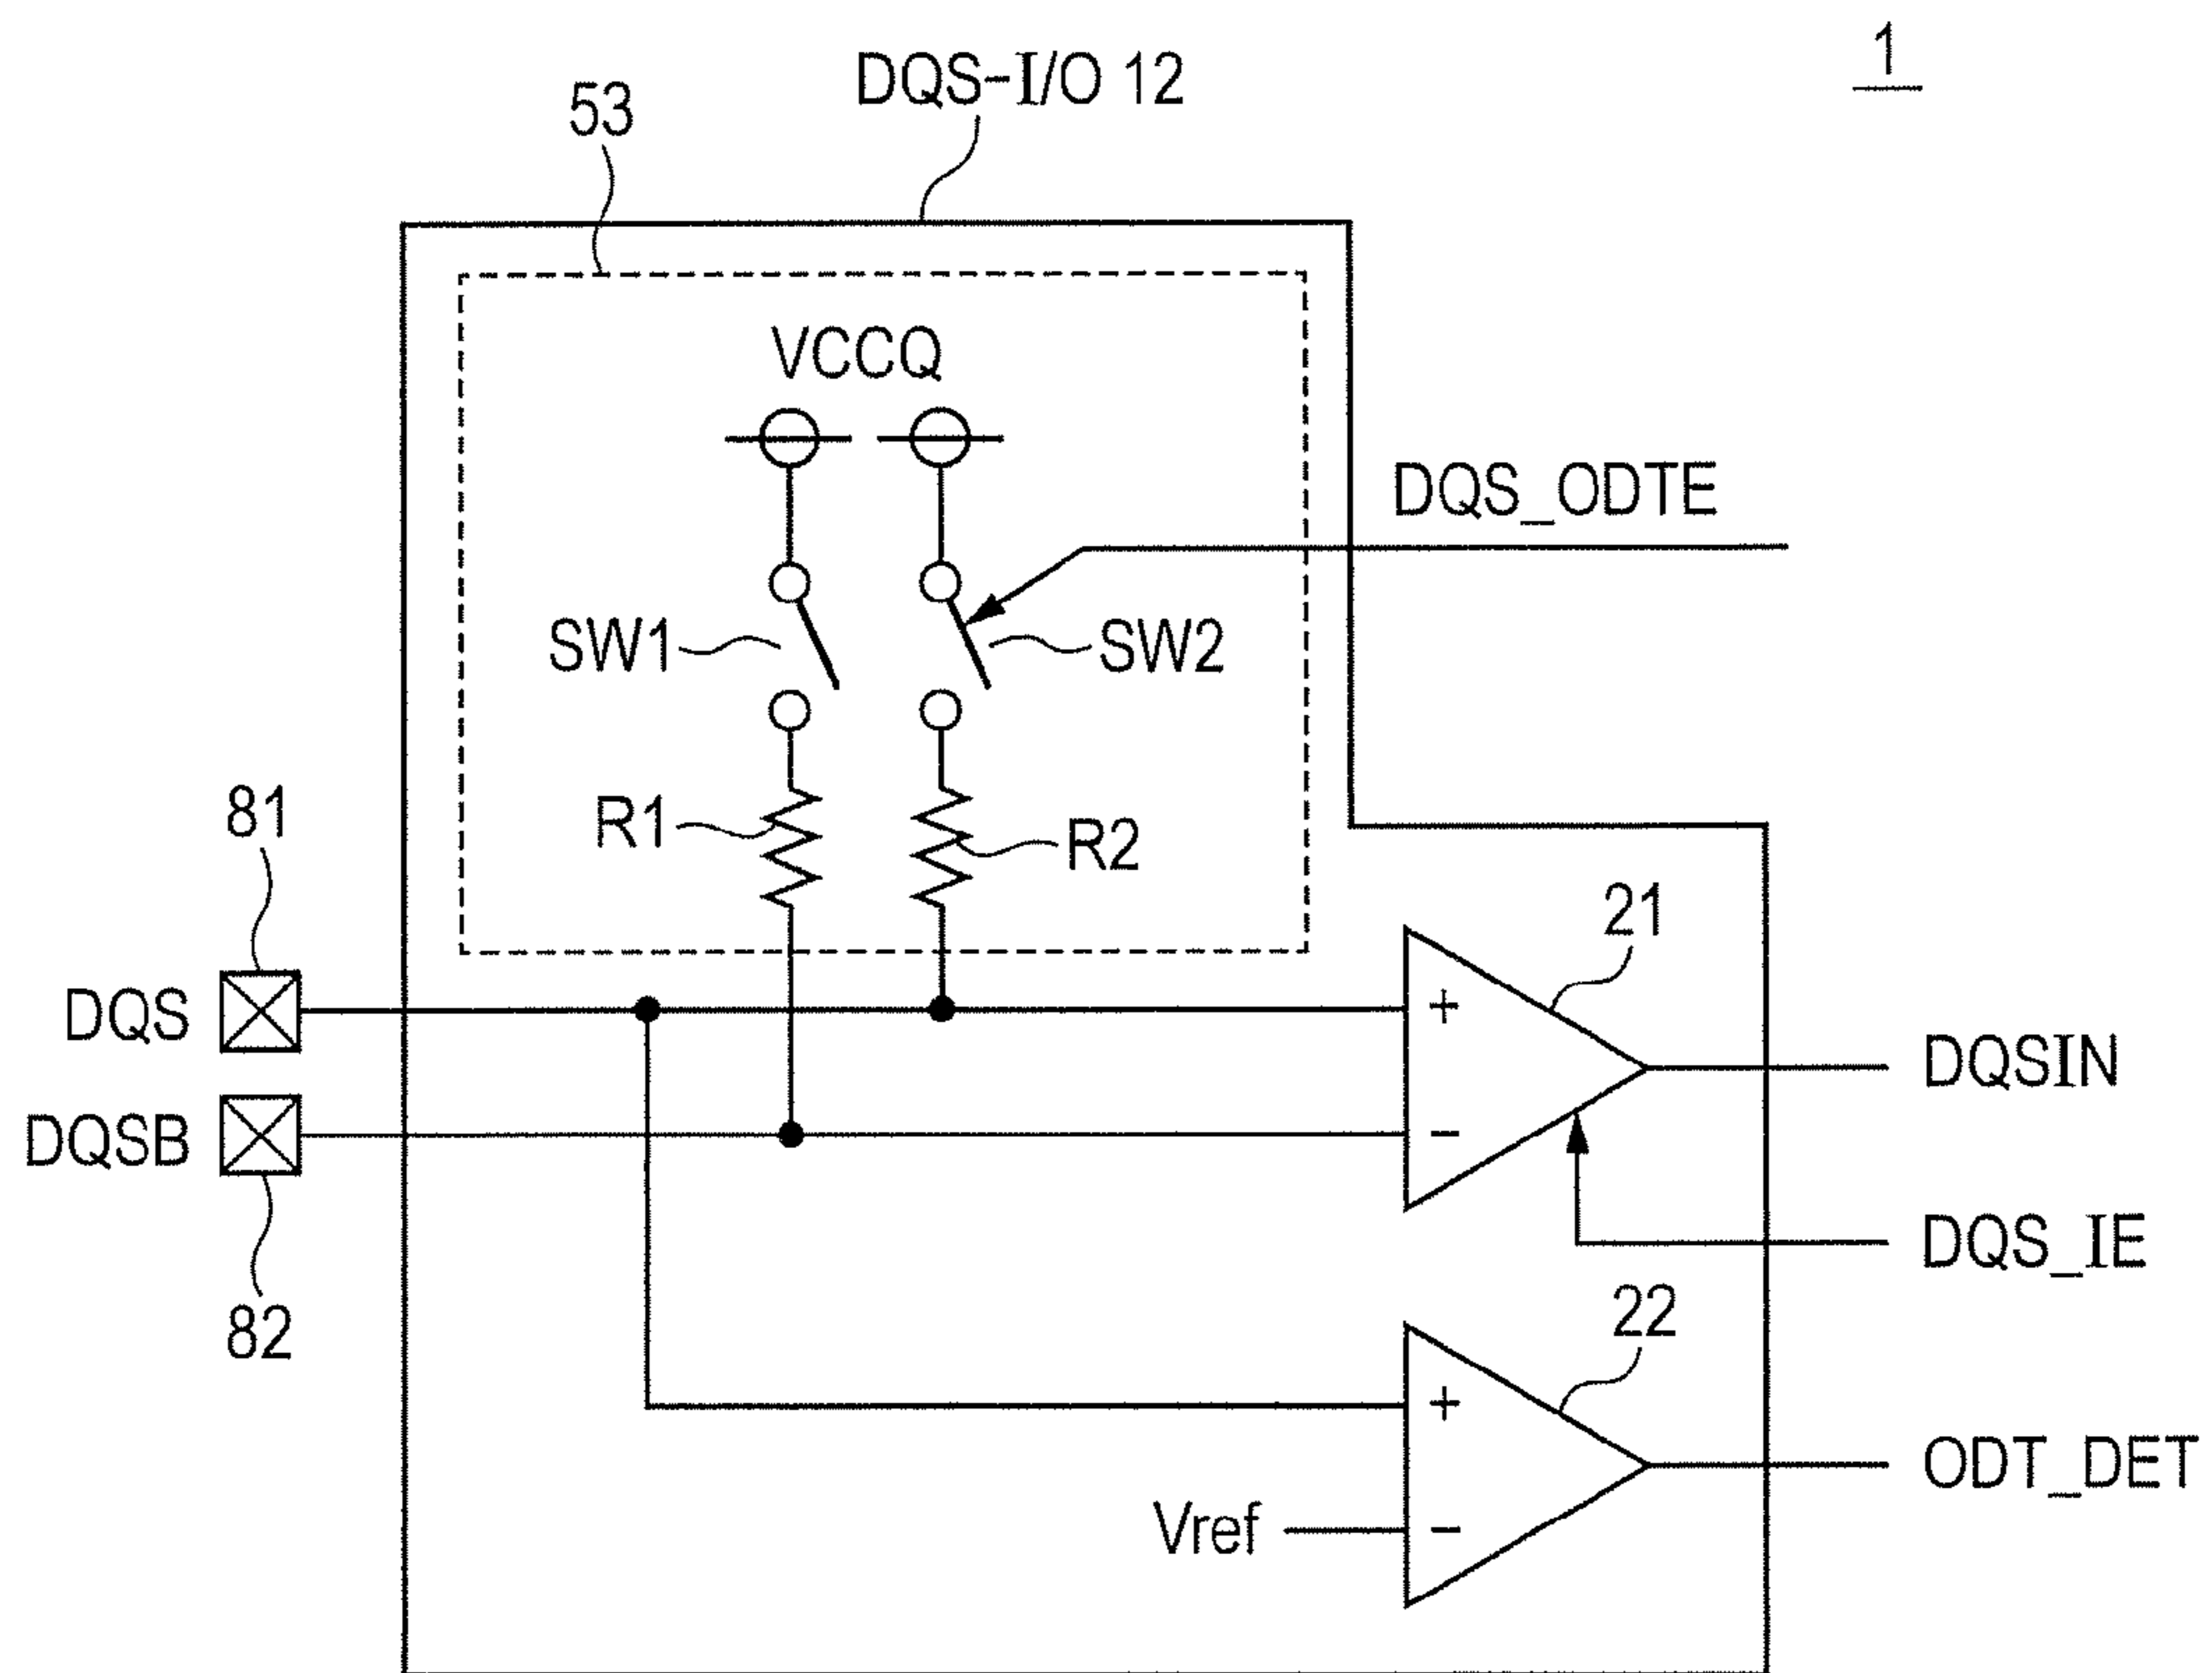 1
DQS-I/O 12
53
VCCQ
DQS_ODTE
SW1
SW2
R1
R2
81
21
DQS
+
DQSIN
DQSB
-
DQS_IE
82
22
+
ODT_DET
Vref
-